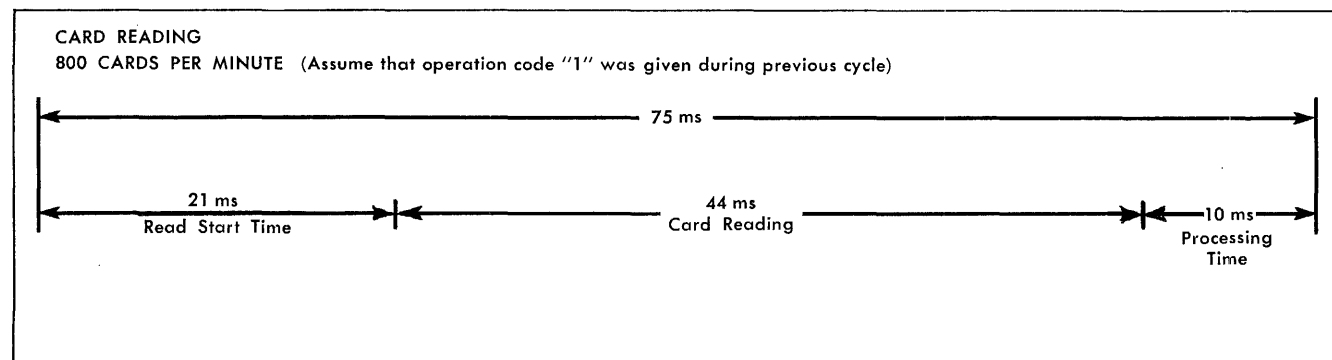 CARD READING
800 CARDS PER MINUTE (Assume that operation code "1" was given during previous cycle)
75 ms
21 ms
Read Start Time
44 ms
Card Reading
10 ms
Processing
Time